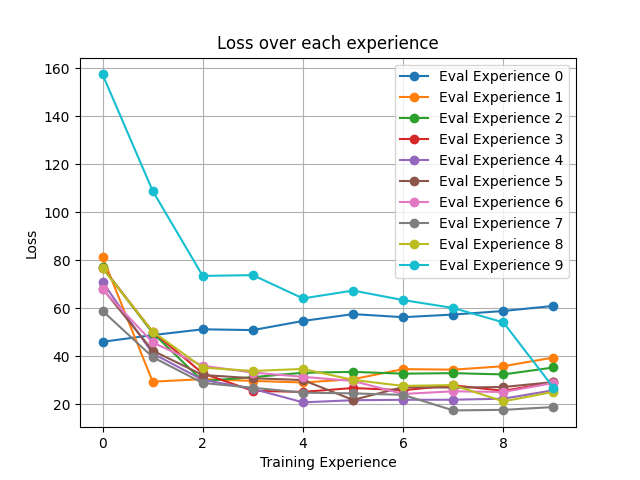 Loss over each experience
160
140
120
100
80
60
40
20
Loss
0
2
4
6
8
Training Experience
Eval Experience 0
Eval Experience 1
Eval Experience 2
Eval Experience 3
Eval Experience 4
Eval Experience 5
Eval Experience 6
Eval Experience 7
Eval Experience 8
Eval Experience 9